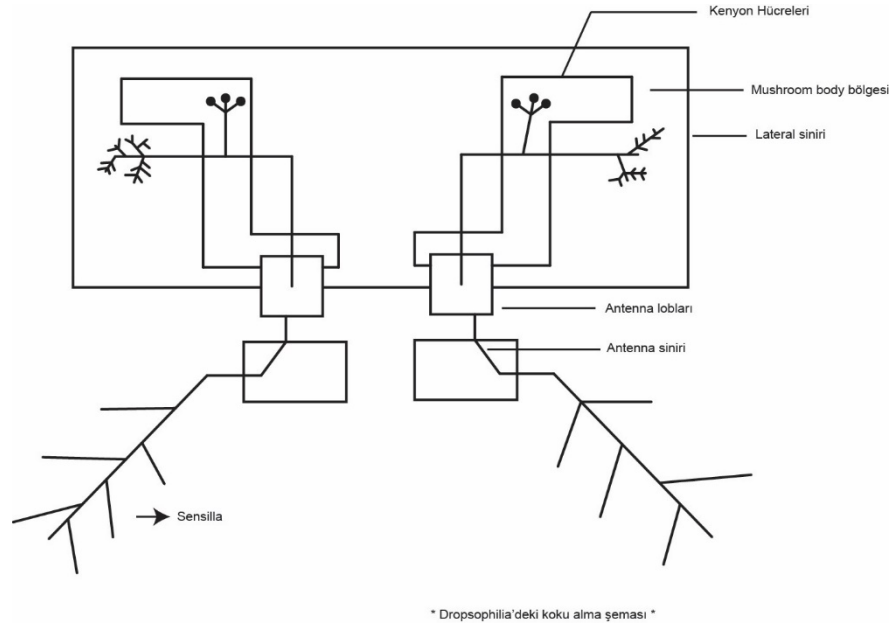 Kenyon Hücreleri
Mushroom body bölgesi
Lateral siniri
Antenna lobları
Antenna siniri
Sensilla
* Dropsophilia'deki koku alma şeması *